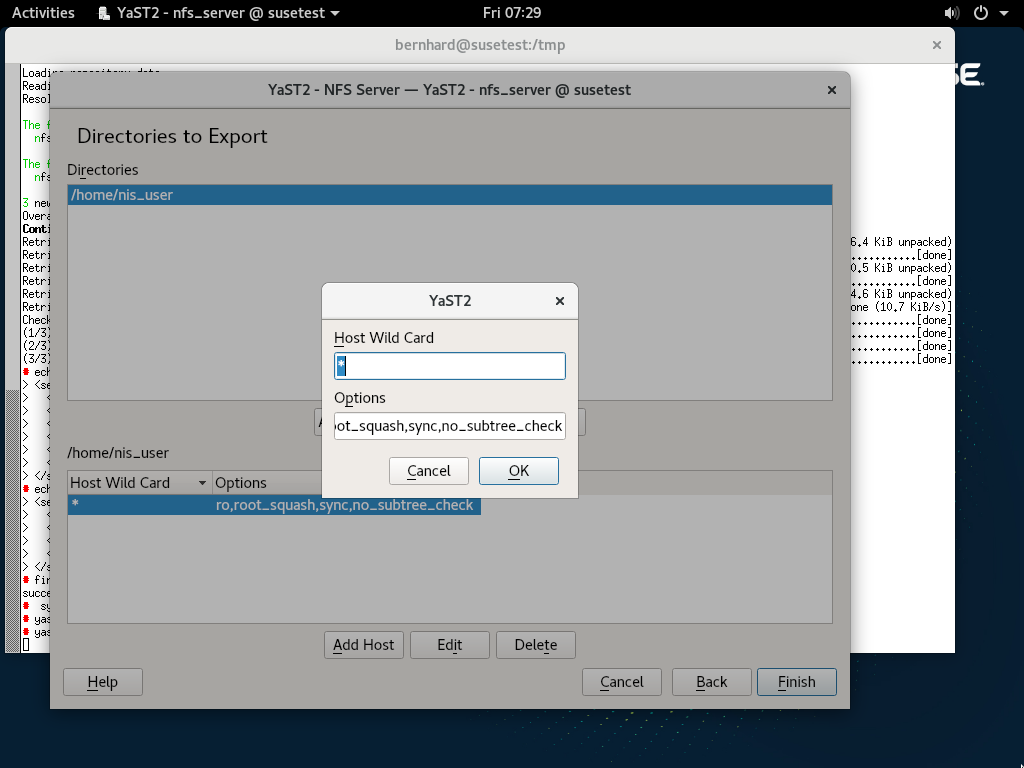 Activities YaST2 - nfs_server @ susetest Fri 07:29
bernhard@susetest:/tmp
SE.
YaST2 - NFS Server — YaST2 - nfs_server @ susetest
Directories to Export
Directories
/home/nis_user
YaST2
Host Wild Card
*
Options
ot_squash,sync,no_subtree_check
Cancel OK
/home/nis_user
Host Wild Card Options
* ro,root_squash,sync,no_subtree_check
Add Host Edit Delete
Help Cancel Back Finish
Readi
Resol
The f
nfs
The f
nfs
3 new
Overa
Conti
Retri 6.4 KiB unpacked)
Retri ...........[done]
Retri 0.5 KiB unpacked)
Retri ...........[done]
Retri 4.6 KiB unpacked)
Retri one (10.7 KiB/s)]
Check ...........[done]
(1/3) ...........[done]
(2/3) ...........[done]
(3/3) ...........[done]
# ech
> <se
> <
> <
> <
> <
> <
> </s
# ech
> <se
> <
> <
> <
> <
> </s
# fir
succe
# sy
# yas
# yas